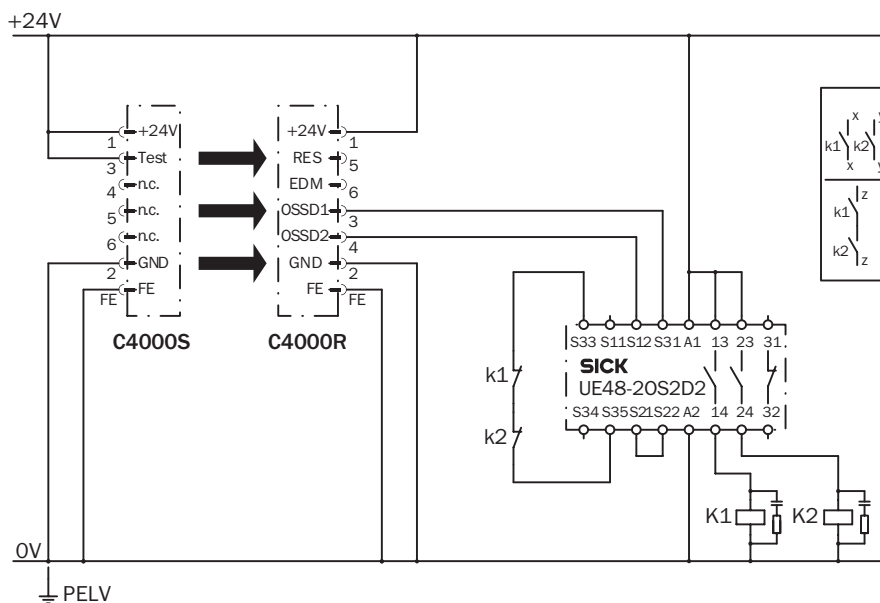 +24V
+24V
1
Test
3
n.c.
4
n.c.
5
n.c.
6
GND
2
FE
FE
C4000S
+24V
1
RES
5
EDM
6
OSSD1
3
OSSD2
4
GND
2
FE
FE
C4000R
x y
k1 k2
x y
z
k1
k2
z
k1
k2
S33 S11 S12 S31 A1 13 23 31
SICK
UE48-20S2D2
S34 S35 S21 S22 A2 14 24 32
K1
K2
0V
PELV